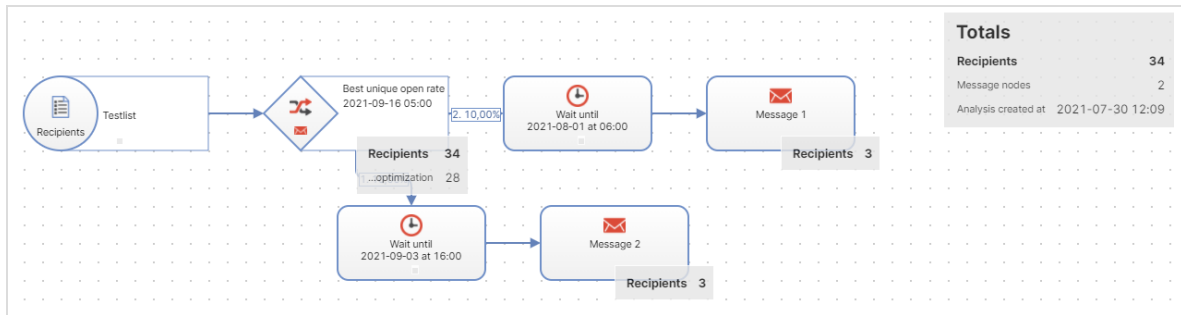 Totals
Recipients 34
Message nodes 2
Analysis created at 2021-07-30 12:09
Recipients
Testlist
Best unique open rate
2021-09-16 05:00
2. 10,00%
Wait until
2021-08-01 at 06:00
Message 1
Recipients 3
Recipients 34
...optimization 28
Wait until
2021-09-03 at 16:00
Message 2
Recipients 3